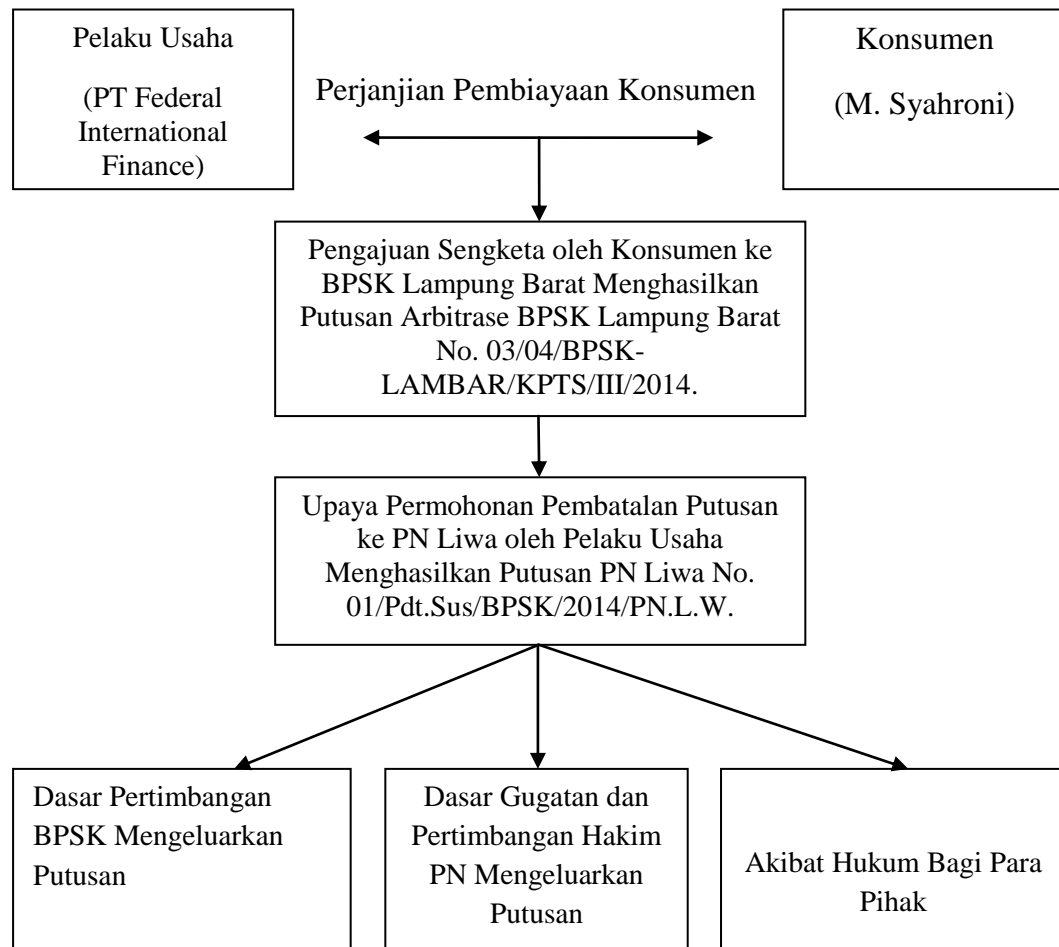 Pelaku Usaha
(PT Federal
International
Finance)
Perjanjian Pembiayaan Konsumen
Konsumen
(M. Syahroni)
Pengajuan Sengketa oleh Konsumen ke
BPSK Lampung Barat Menghasilkan
Putusan Arbitrase BPSK Lampung Barat
No. 03/04/BPSK-
LAMBAR/KPTS/III/2014.
Upaya Permohonan Pembatalan Putusan
ke PN Liwa oleh Pelaku Usaha
Menghasilkan Putusan PN Liwa No.
01/Pdt.Sus/BPSK/2014/PN.L.W.
Dasar Pertimbangan
BPSK Mengeluarkan
Putusan
Dasar Gugatan dan
Pertimbangan Hakim
PN Mengeluarkan
Putusan
Akibat Hukum Bagi Para
Pihak